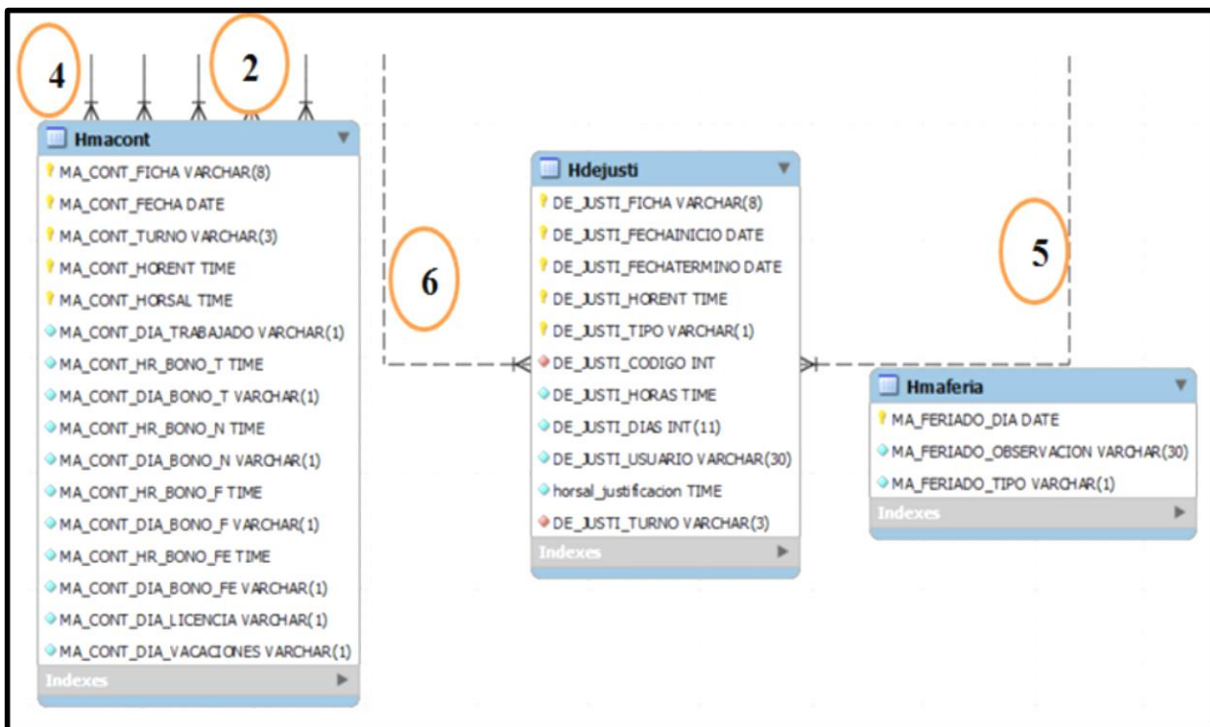 4
2
Hmacont
MA_CONT_FICHA VARCHAR(8)
MA_CONT_FECHA DATE
MA_CONT_TURNO VARCHAR(3)
MA_CONT_HORENT TIME
MA_CONT_HORSAL TIME
MA_CONT_DIA_TRABAJADO VARCHAR(1)
MA_CONT_HR_BONO_T TIME
MA_CONT_DIA_BONO_T VARCHAR(1)
MA_CONT_HR_BONO_N TIME
MA_CONT_DIA_BONO_N VARCHAR(1)
MA_CONT_HR_BONO_F TIME
MA_CONT_DIA_BONO_F VARCHAR(1)
MA_CONT_HR_BONO_FE TIME
MA_CONT_DIA_BONO_FE VARCHAR(1)
MA_CONT_DIA_LICENCIA VARCHAR(1)
MA_CONT_DIA_VACACIONES VARCHAR(1)
Indexes
6
Hdejusti
DE_JUSTI_FICHA VARCHAR(8)
DE_JUSTI_FECHAINICIO DATE
DE_JUSTI_FECHATERMINO DATE
DE_JUSTI_HORENT TIME
DE_JUSTI_TIPO VARCHAR(1)
DE_JUSTI_CODIGO INT
DE_JUSTI_HORAS TIME
DE_JUSTI_DIAS INT(11)
DE_JUSTI_USUARIO VARCHAR(30)
horsal_justificacion TIME
DE_JUSTI_TURNO VARCHAR(3)
Indexes
5
Hmaferia
MA_FERIADO_DIA DATE
MA_FERIADO_OBSERVACION VARCHAR(30)
MA_FERIADO_TIPO VARCHAR(1)
Indexes